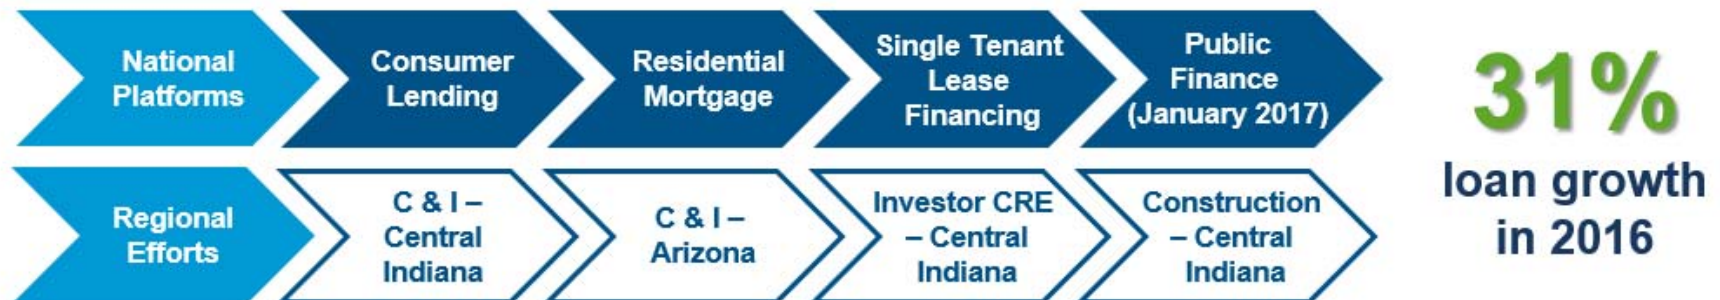 National
Platforms
Consumer
Lending
Residential
Mortgage
Single Tenant
Lease
Financing
Public
Finance
(January 2017)
31%
loan growth
in 2016
Regional
Efforts
C & I –
Central
Indiana
C & I –
Arizona
Investor CRE
– Central
Indiana
Construction
– Central
Indiana